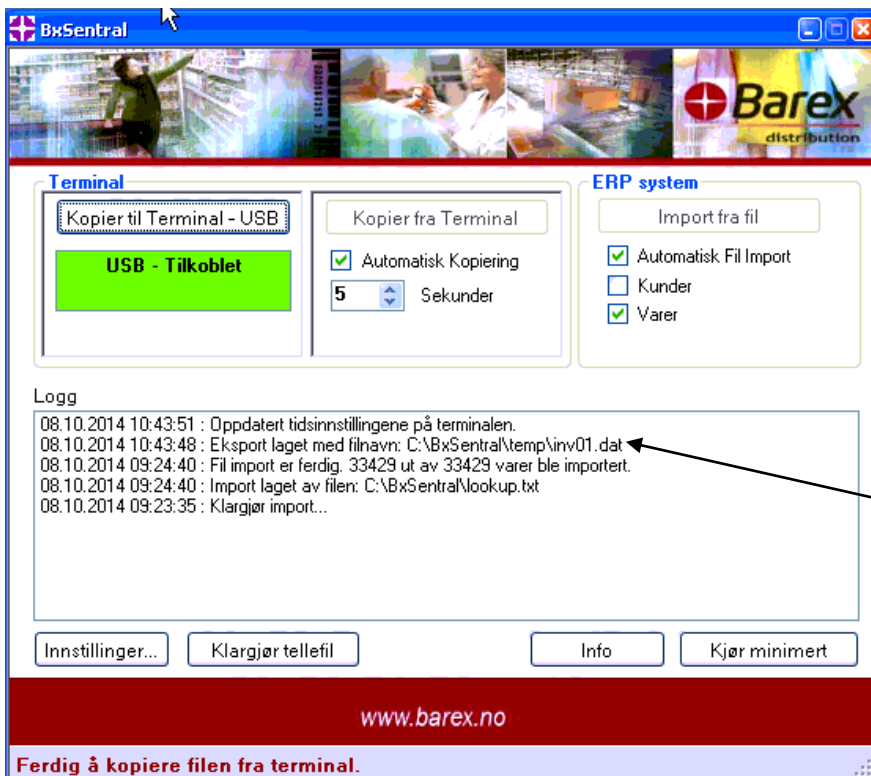 BxSentral
Barex
distribution
Terminal
Kopier til Terminal - USB
USB - Tilkoblet
Kopier fra Terminal
Automatisk Kopiering
5 Sekunder
ERP system
Import fra fil
Automatisk Fil Import
Kunder
Varer
Logg
08.10.2014 10:43:51 : Oppdatert tidsinnstillingene på terminalen.
08.10.2014 10:43:48 : Eksport laget med filnavn: C:\BxSentral\temp\inv01.dat
08.10.2014 09:24:40 : Fil import er ferdig. 33429 ut av 33429 varer ble importert.
08.10.2014 09:24:40 : Import laget av filen: C:\BxSentral\lookup.txt
08.10.2014 09:23:35 : Klargjør import...
Innstillinger... Klargjør tellefil Info Kjør minimert
www.barex.no
Ferdig å kopiere filen fra terminal.